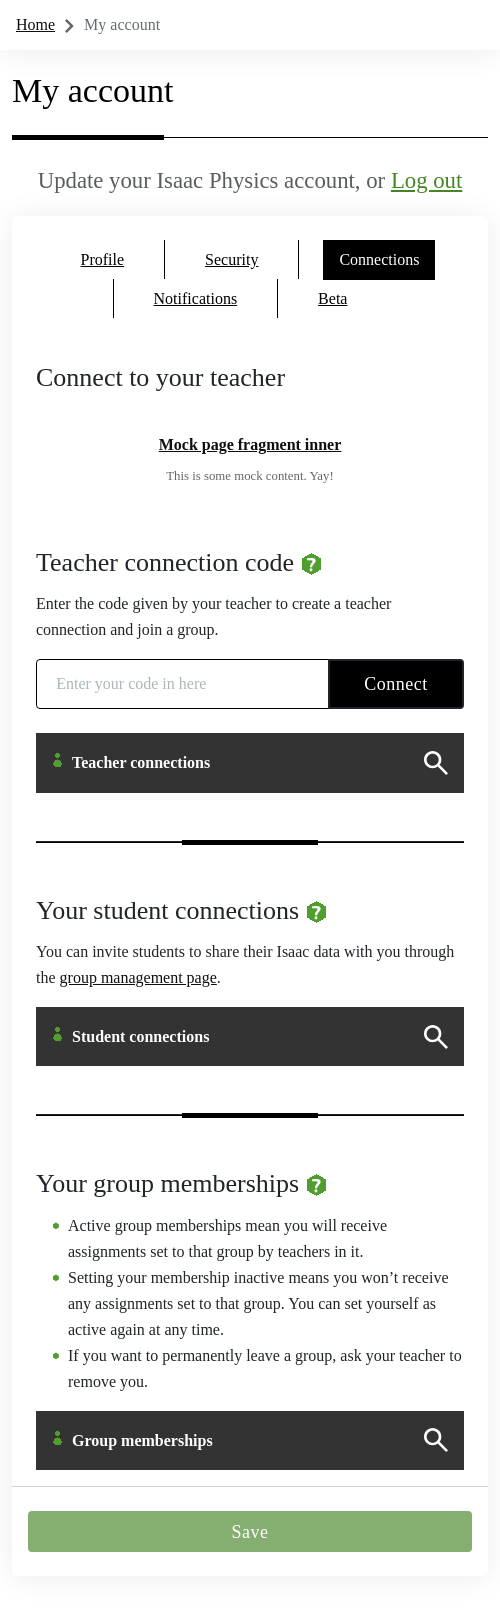 Home My account
My account
Update your Isaac Physics account, or Log out
Profile Security Connections
Notifications Beta
Connect to your teacher
Mock page fragment inner
This is some mock content. Yay!
Teacher connection code ?
Enter the code given by your teacher to create a teacher
connection and join a group.
Enter your code in here Connect
Teacher connections
Your student connections ?
You can invite students to share their Isaac data with you through
the group management page.
Student connections
Your group memberships ?
Active group memberships mean you will receive
assignments set to that group by teachers in it.
Setting your membership inactive means you won’t receive
any assignments set to that group. You can set yourself as
active again at any time.
If you want to permanently leave a group, ask your teacher to
remove you.
Group memberships
Save